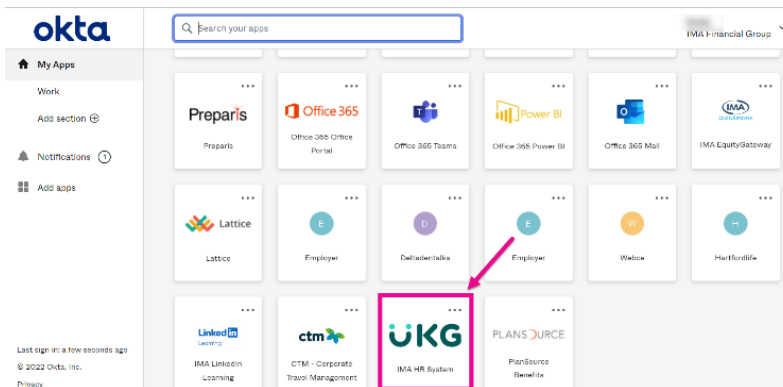 okta
Search your apps
IMA Financial Group
My Apps
Work
Add section
Notifications 1
Add apps
Preparis
Office 365
Power BI
IMA
EquityGateway
Preparis
Office 365 Office
Portal
Office 365 Teams
Office 365 Power BI
Office 365 Mail
IMA EquityGateway
Lattice
E
D
E
W
H
Lattice
Employer
Deltadentalks
Employer
Webce
Hartfordlife
Linked in
Learning
ctm
UKG
PLANSOURCE
IMA LinkedIn
Learning
CTM - Corporate
Travel Management
IMA HR System
PlanSource
Benefits
Last sign in: a few seconds ago
© 2022 Okta, Inc.
Privacy